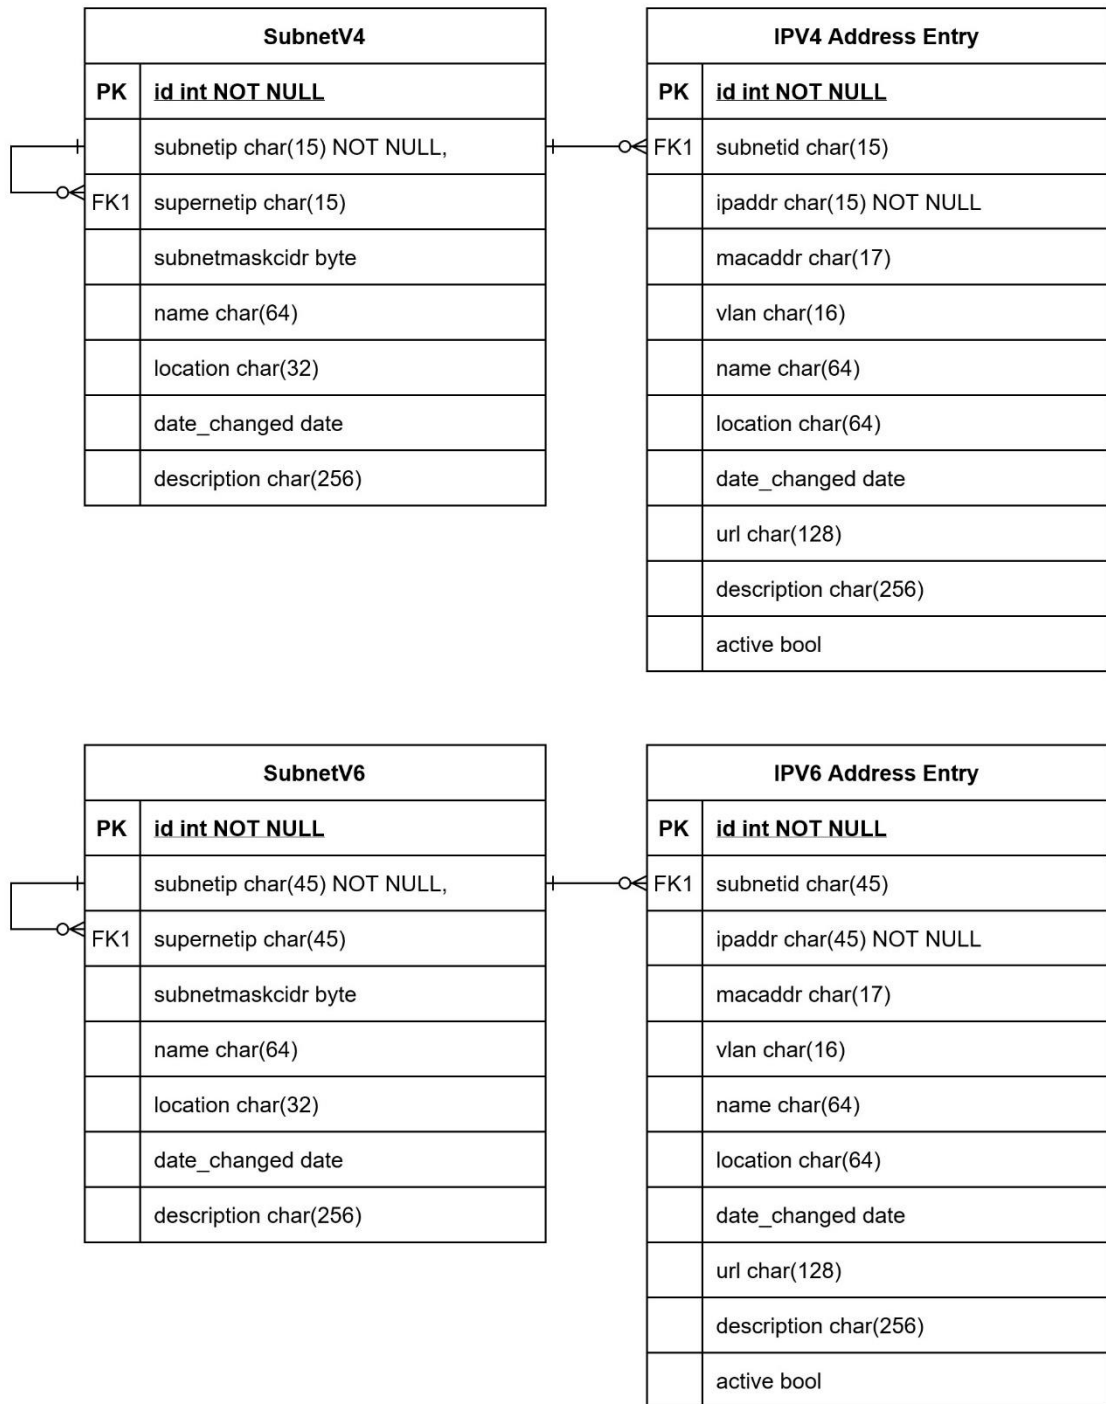 SubnetV4
PK id int NOT NULL
subnetip char(15) NOT NULL,
FK1 supernetip char(15)
subnetmaskcidr byte
name char(64)
location char(32)
date_changed date
description char(256)
IPV4 Address Entry
PK id int NOT NULL
FK1 subnetid char(15)
ipaddr char(15) NOT NULL
macaddr char(17)
vlan char(16)
name char(64)
location char(64)
date_changed date
url char(128)
description char(256)
active bool
SubnetV6
PK id int NOT NULL
subnetip char(45) NOT NULL,
FK1 supernetip char(45)
subnetmaskcidr byte
name char(64)
location char(32)
date_changed date
description char(256)
IPV6 Address Entry
PK id int NOT NULL
FK1 subnetid char(45)
ipaddr char(45) NOT NULL
macaddr char(17)
vlan char(16)
name char(64)
location char(64)
date_changed date
url char(128)
description char(256)
active bool